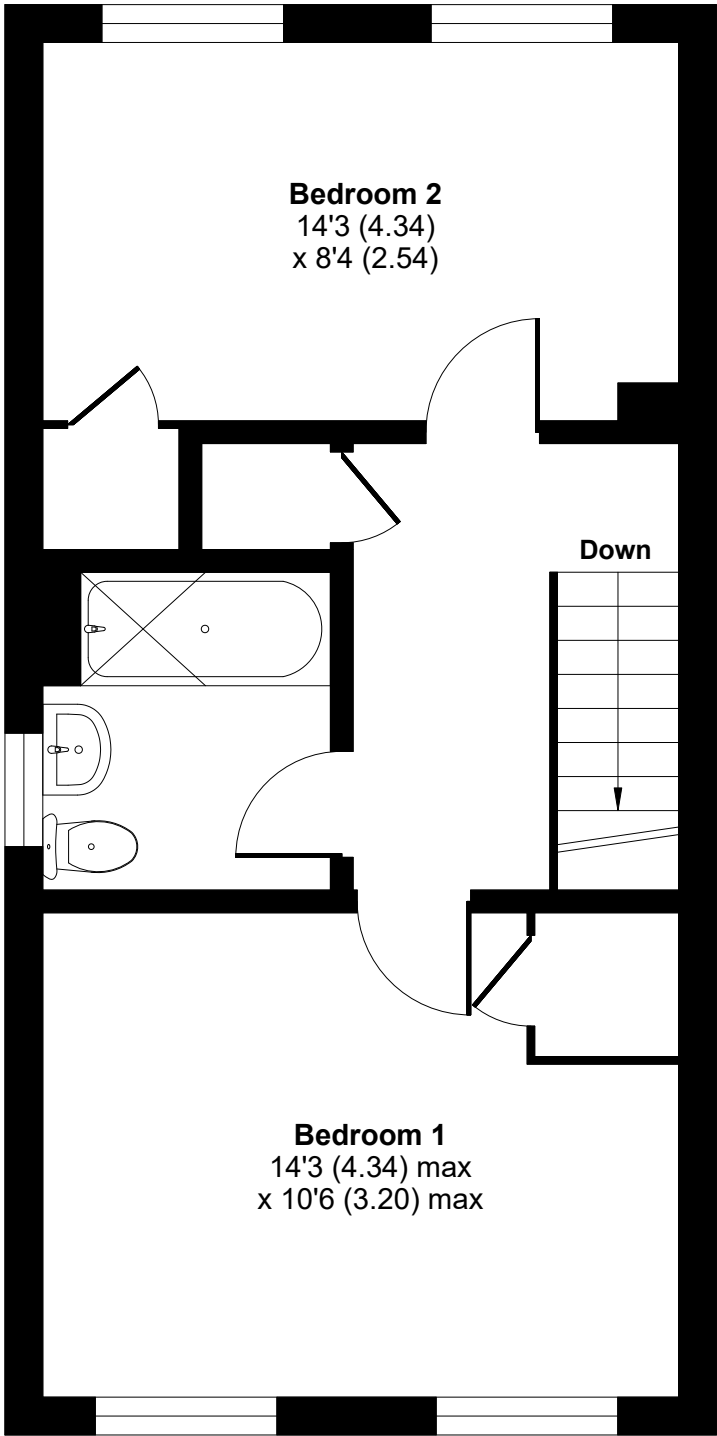 Bedroom 2
14'3 (4.34)
x 8'4 (2.54)
Down
Bedroom 1
14'3 (4.34) max
x 10'6 (3.20) max